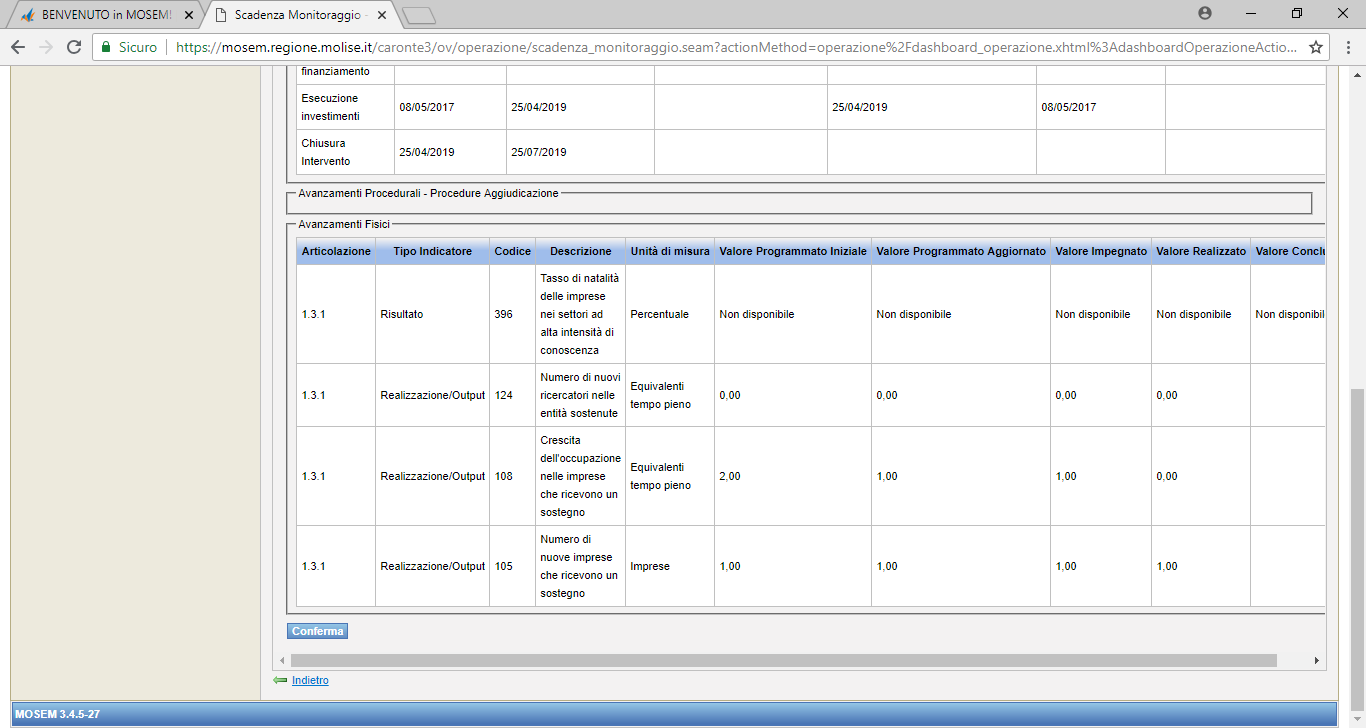 BENVENUTO in MOSEM!
Scadenza Monitoraggio -
Sicuro
https://mosem.regione.molise.it/caronte3/ov/operazione/scadenza_monitoraggio.seam?actionMethod=operazione%2Fdashboard_operazione.xhtml%3AdashboardOperazioneActio...
finanziamento
Esecuzione
investimenti
08/05/2017 25/04/2019 25/04/2019 08/05/2017
Chiusura
Intervento
25/04/2019 25/07/2019
Avanzamenti Procedurali - Procedure Aggiudicazione
Avanzamenti Fisici
Articolazione Tipo Indicatore Codice Descrizione Unità di misura Valore Programmato Iniziale Valore Programmato Aggiornato Valore Impegnato Valore Realizzato Valore Conclu
1.3.1 Risultato 396
Tasso di natalità
delle imprese
nei settori ad
alta intensità di
conoscenza
Percentuale Non disponibile Non disponibile Non disponibile Non disponibile Non disponibil
1.3.1 Realizzazione/Output 124
Numero di nuovi
ricercatori nelle
entità sostenute
Equivalenti
tempo pieno
0,00 0,00 0,00 0,00
1.3.1 Realizzazione/Output 108
Crescita
dell'occupazione
nelle imprese
che ricevono un
sostegno
Equivalenti
tempo pieno
2,00 1,00 1,00 0,00
1.3.1 Realizzazione/Output 105
Numero di
nuove imprese
che ricevono un
sostegno
Imprese 1,00 1,00 1,00 1,00
Conferma
Indietro
MOSEM 3.4.5-27